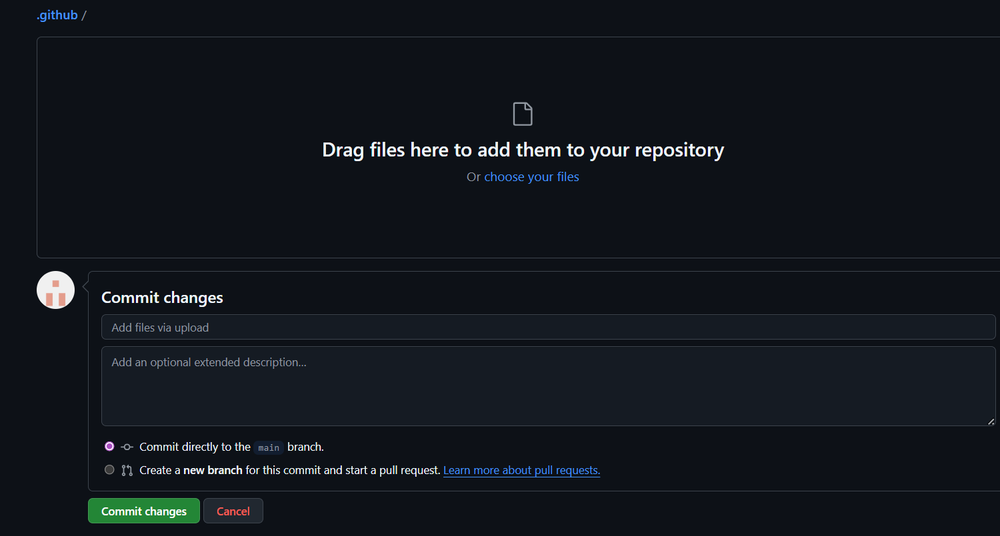 .github /
Drag files here to add them to your repository
Or choose your files
Commit changes
Add files via upload
Add an optional extended description...
Commit directly to the main branch.
Create a new branch for this commit and start a pull request. Learn more about pull requests.
Commit changes Cancel